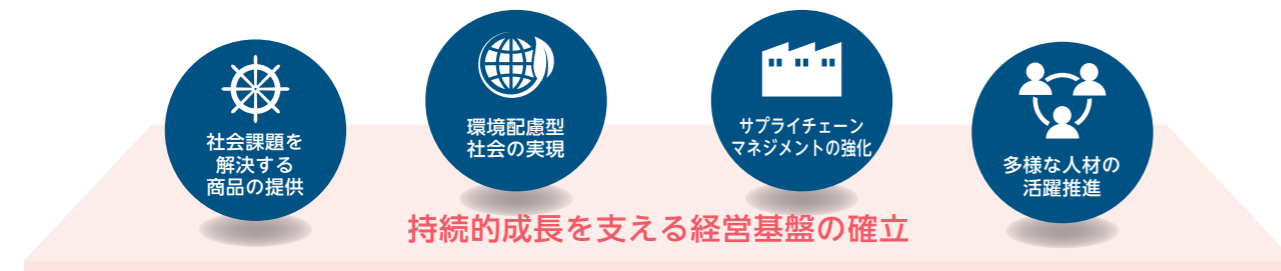 社会課題を
解決する
商品の提供
環境配慮型
社会の実現
サプライチェーン
マネジメントの強化
多様な人材の
活躍推進
持続的成長を支える経営基盤の確立